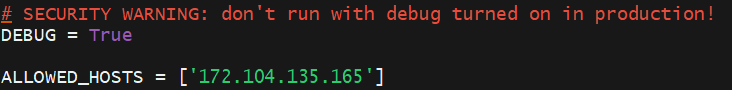 # SECURITY WARNING: don't run with debug turned on in production!
DEBUG = True
ALLOWED_HOSTS = ['172.104.135.165']